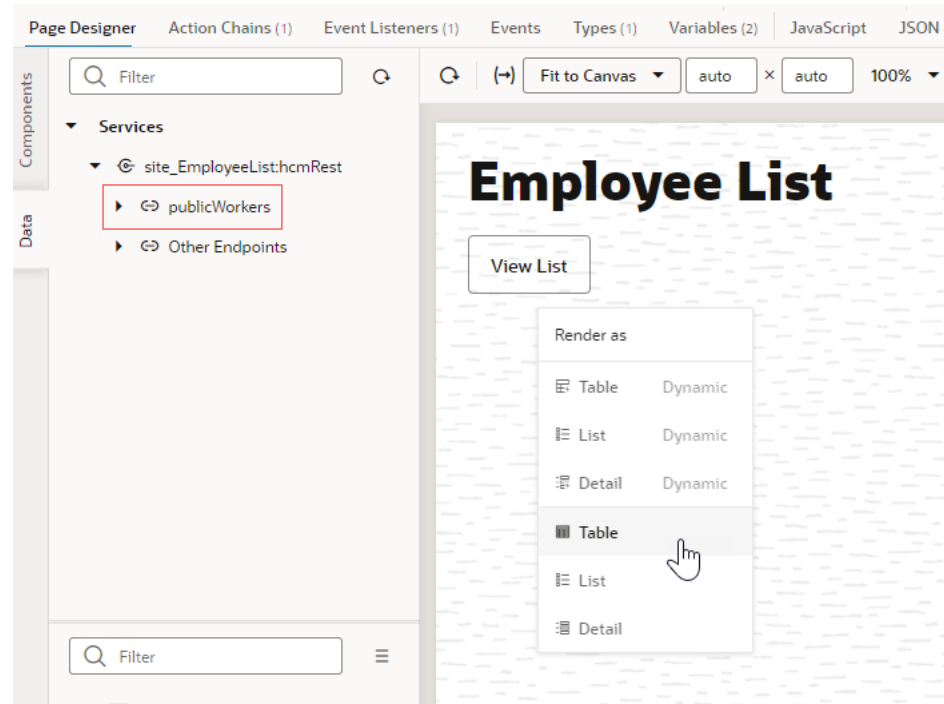 Page Designer Action Chains (1) Event Listeners (1) Events Types (1) Variables (2) JavaScript JSON
Components
Data
Filter
Services
site_EmployeeList:hcmRest
publicWorkers
Other Endpoints
Filter
Fit to Canvas auto × auto 100%
Employee List
View List
Render as
Table Dynamic
List Dynamic
Detail Dynamic
Table
List
Detail